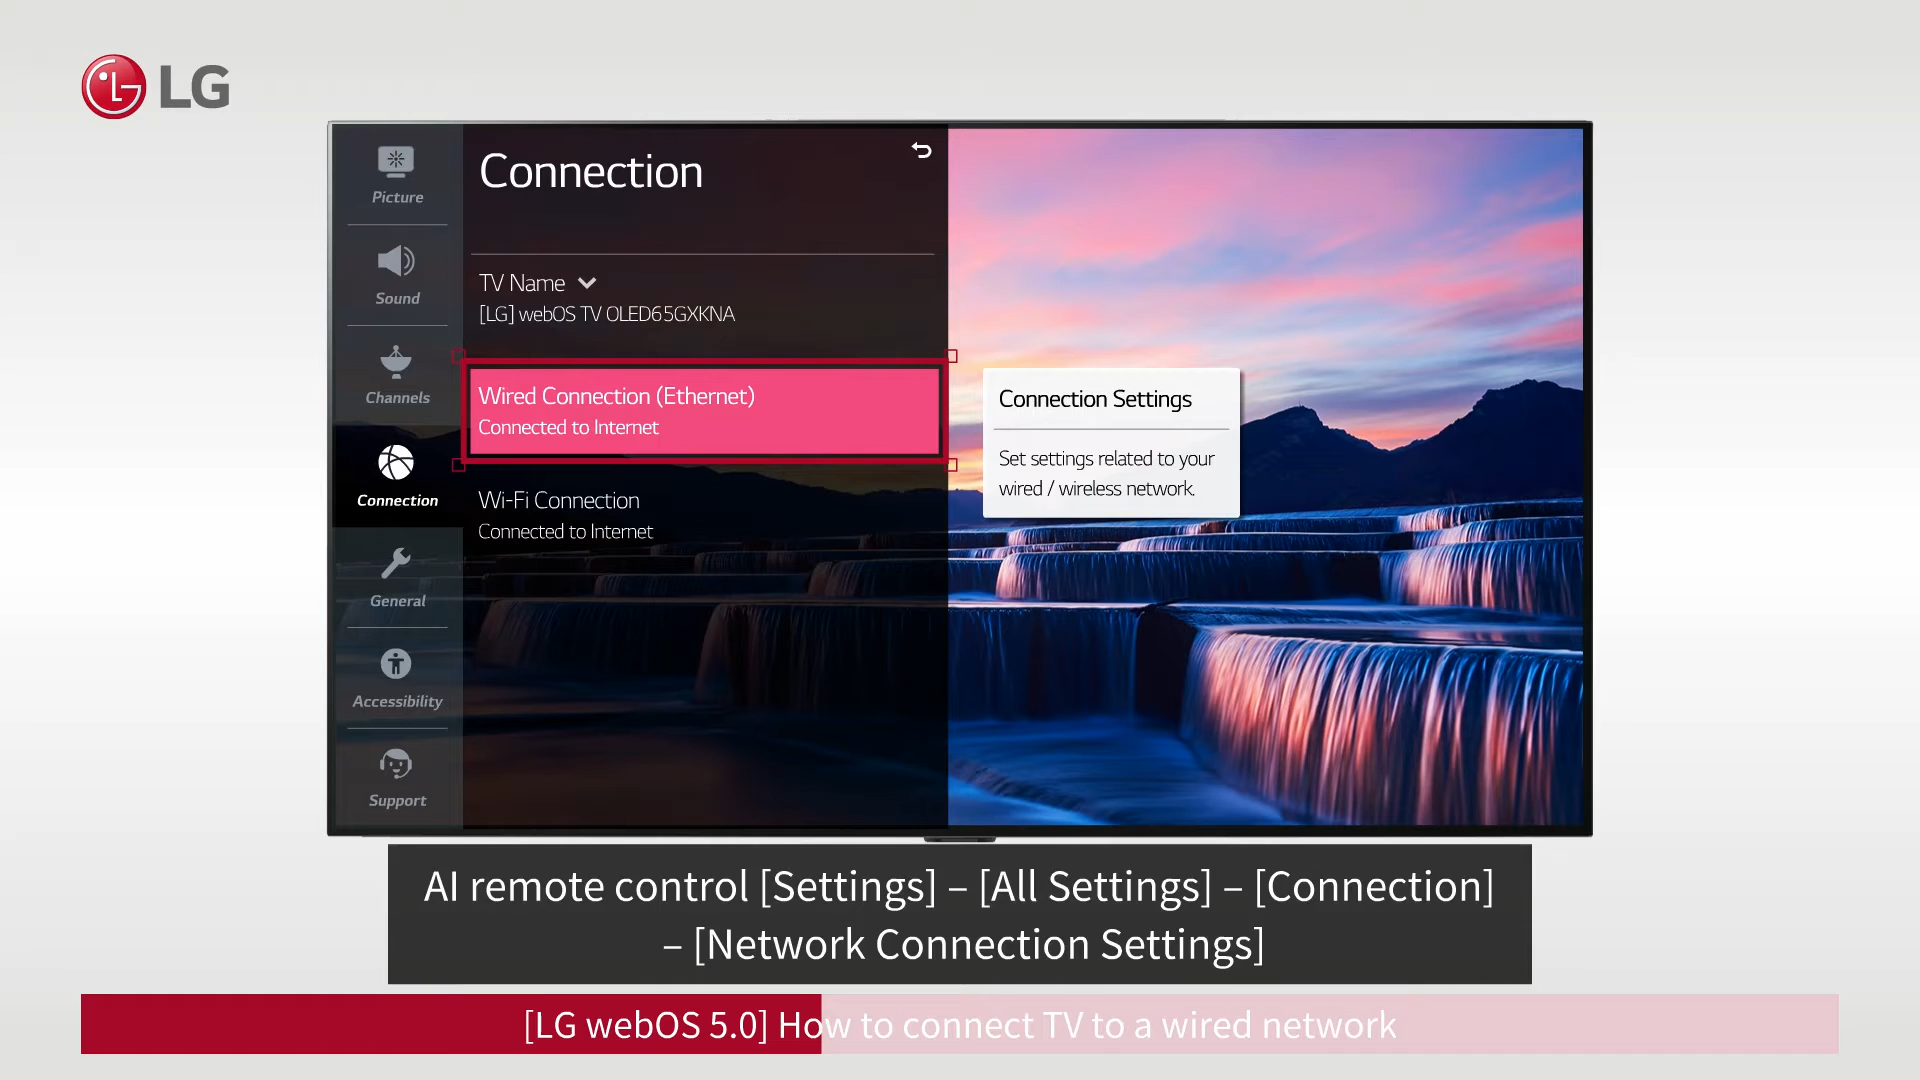 LG
Picture
Sound
Channels
Connection
General
Accessibility
Support
Connection
TV Name
[LG] webOS TV OLED65GXKNA
Wired Connection (Ethernet)
Connected to Internet
Wi-Fi Connection
Connected to Internet
Connection Settings
Set settings related to your
wired / wireless network.
AI remote control [Settings] – [All Settings] – [Connection]
– [Network Connection Settings]
[LG webOS 5.0] How to connect TV to a wired network